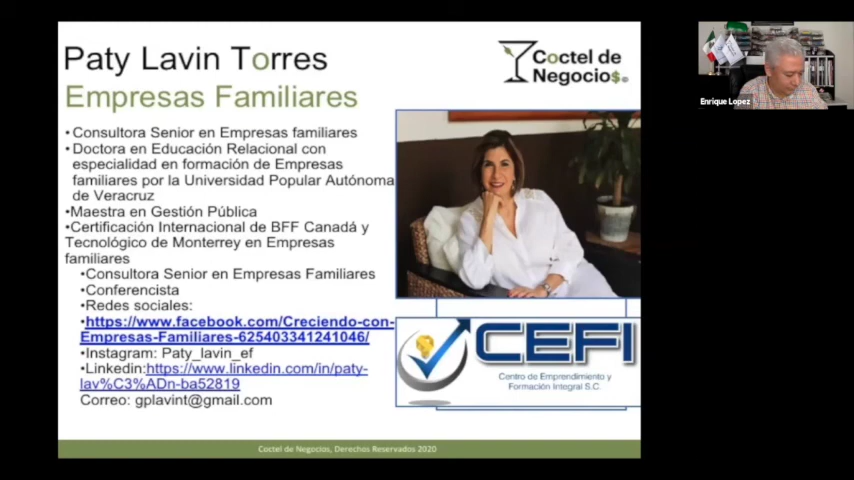 Paty Lavin Torres
Empresas Familiares
Coctel de
Negocio$
•Consultora Senior en Empresas familiares
•Doctora en Educación Relacional con
especialidad en formación de Empresas
familiares por la Universidad Popular Autónoma
de Veracruz
•Maestra en Gestión Pública
•Certificación Internacional de BFF Canadá y
Tecnológico de Monterrey en Empresas
familiares
•Consultora Senior en Empresas Familiares
•Conferencista
•Redes sociales:
•https://www.facebook.com/Creciendo-con-
Empresas-Familiares-625403341241046/
•Instagram: Paty_lavin_ef
•Linkedin:https://www.linkedin.com/in/paty-
lav%C3%ADn-ba52819
Correo: gplavint@gmail.com
CEFI
Centro de Emprendimiento y
Formación Integral S.C.
Coctel de Negocios, Derechos Reservados 2020
Enrique Lopez